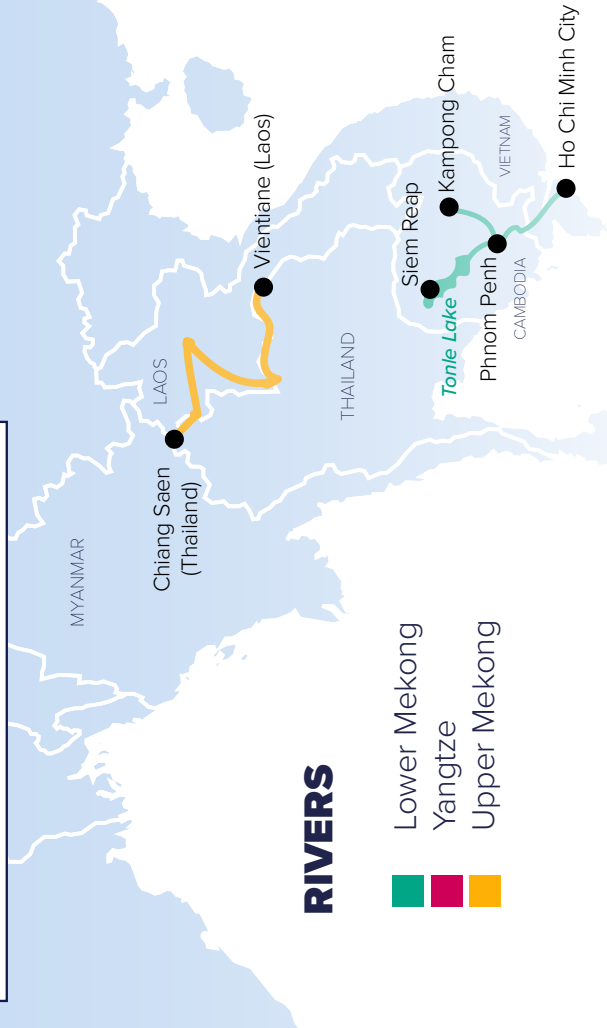 MYANMAR
LAOS
Chiang Saen
(Thailand)
Vientiane (Laos)
THAILAND
Siem Reap
Kampong Cham
Tonle Lake
Phnom Penh
CAMBODIA
VIETNAM
Ho Chi Minh City
RIVERS
Lower Mekong
Yangtze
Upper Mekong